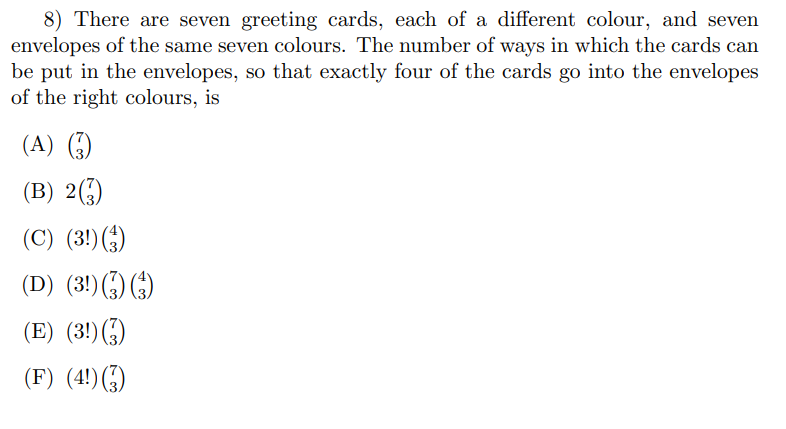 8) There are seven greeting cards, each of a different colour, and seven
envelopes of the same seven colours. The number of ways in which the cards can
be put in the envelopes, so that exactly four of the cards go into the envelopes
of the right colours, is
(A) $\binom{7}{3}$
(B) $2\binom{7}{3}$
(C) $(3!)\binom{4}{3}$
(D) $(3!)\binom{7}{3}\binom{4}{3}$
(E) $(3!)\binom{7}{3}$
(F) $(4!)\binom{7}{3}$